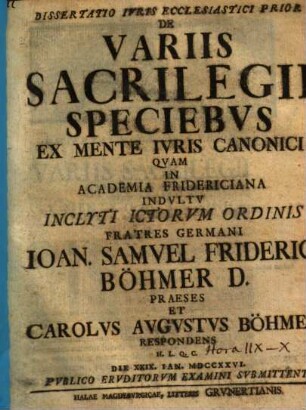 DISSERTATIO IVRIS ECCLESIASTICI PRIOR
DE
VARIIS
SACRILEGII
SPECIEBVS
EX MENTE IVRIS CANONICI
QVAM
IN
ACADEMIA FRIDERICIANA
INDVLTV
INCLYTI ICTORVM ORDINIS
FRATRES GERMANI
IOAN. SAMVEL FRIDERIC
BÖHMER D.
PRAESES
ET
CAROLVS AVGVSTVS BÖHME
RESPONDENS
H. L. Q. C. Hora IIX-X
DIE XXIX. IAN. MDCCXXVI.
PVBLICO ERVDITORVM EXAMINI SVBMITTENT
HALAE MAGDEBVRGICAE, LITTERIS GRVNERTIANIS.